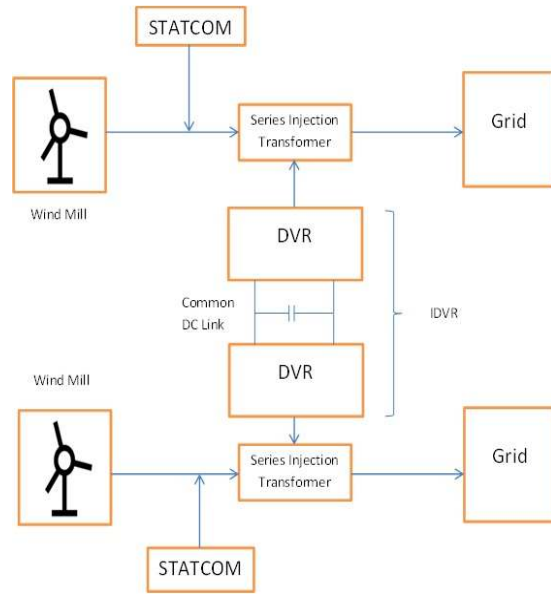 STATCOM
Series Injection
Transformer
Grid
Wind Mill
DVR
Common
DC Link
IDVR
DVR
Wind Mill
Series Injection
Transformer
Grid
STATCOM